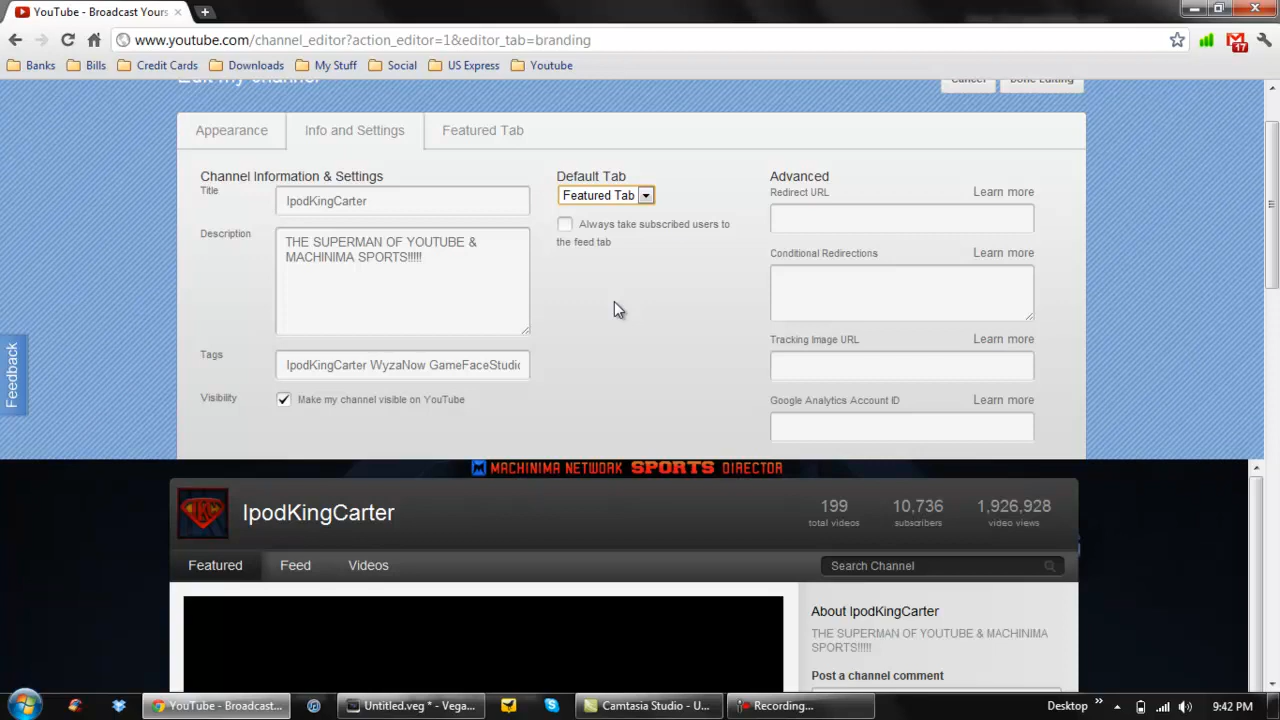 YouTube - Broadcast Yours
www.youtube.com/channel_editor?action_editor=1&editor_tab=branding
17
Banks Bills Credit Cards Downloads My Stuff Social US Express Youtube
Edit my channel
Cancel Done Editing
Appearance Info and Settings Featured Tab
Channel Information & Settings Default Tab Advanced
Title IpodKingCarter Featured Tab Redirect URL Learn more
Always take subscribed users to
the feed tab
Description THE SUPERMAN OF YOUTUBE &
MACHINIMA SPORTS!!!!!
Conditional Redirections Learn more
Tracking Image URL Learn more
Tags IpodKingCarter WyzaNow GameFaceStudio
Visibility Make my channel visible on YouTube
Google Analytics Account ID Learn more
Feedback
MACHINIMA NETWORK SPORTS DIRECTOR
IpodKingCarter
199 10,736 1,926,928
total videos subscribers video views
Featured Feed Videos Search Channel
About IpodKingCarter
THE SUPERMAN OF YOUTUBE & MACHINIMA
SPORTS!!!!!
Post a channel comment
YouTube - Broadcast... Untitled.veg * - Vega... Camtasia Studio - U... Recording... Desktop 9:42 PM